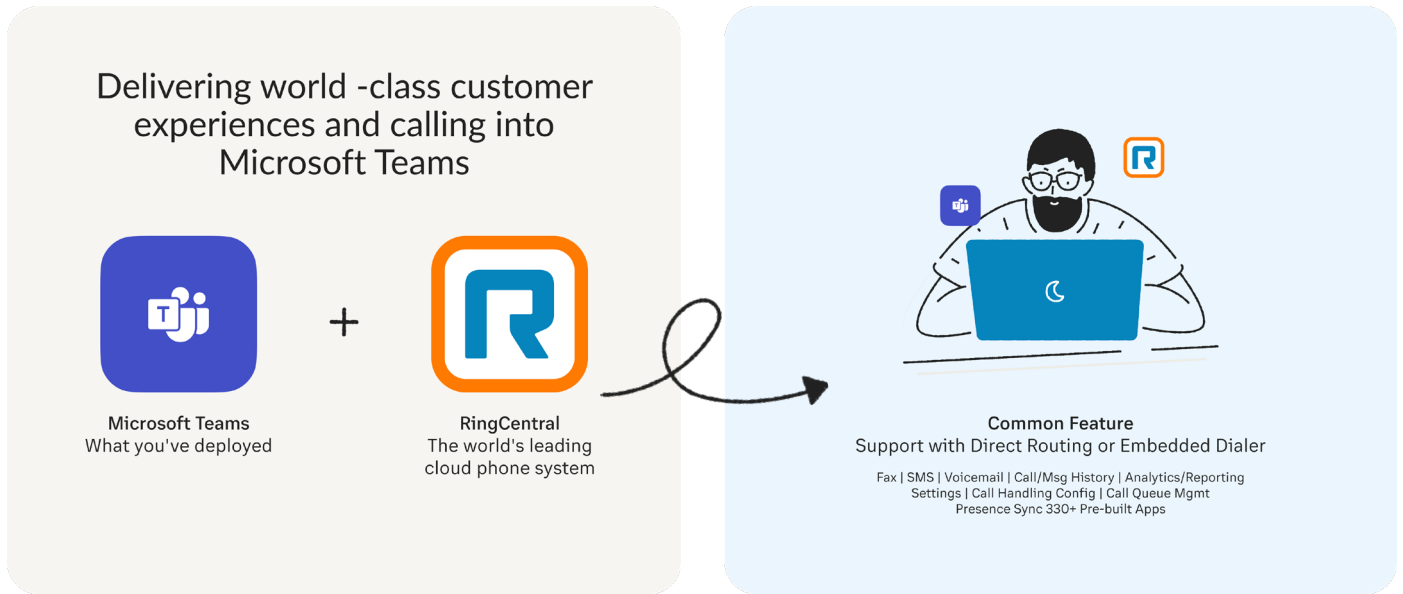 Delivering world -class customer
experiences and calling into
Microsoft Teams
T
+
R
Microsoft Teams
What you've deployed
RingCentral
The world's leading
cloud phone system
T
R
Common Feature
Support with Direct Routing or Embedded Dialer
Fax | SMS | Voicemail | Call/Msg History | Analytics/Reporting
Settings | Call Handling Config | Call Queue Mgmt
Presence Sync 330+ Pre-built Apps